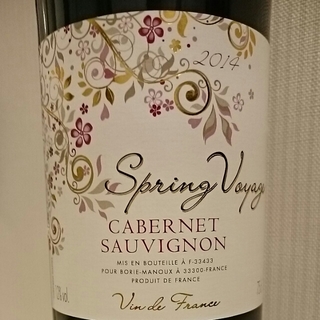 2014
Spring Voyage
CABERNET
SAUVIGNON
MIS EN BOUTEILLE À F-33433
POUR BORIE-MANOUX À 33300-FRANCE
PRODUIT DE FRANCE
Vin de France